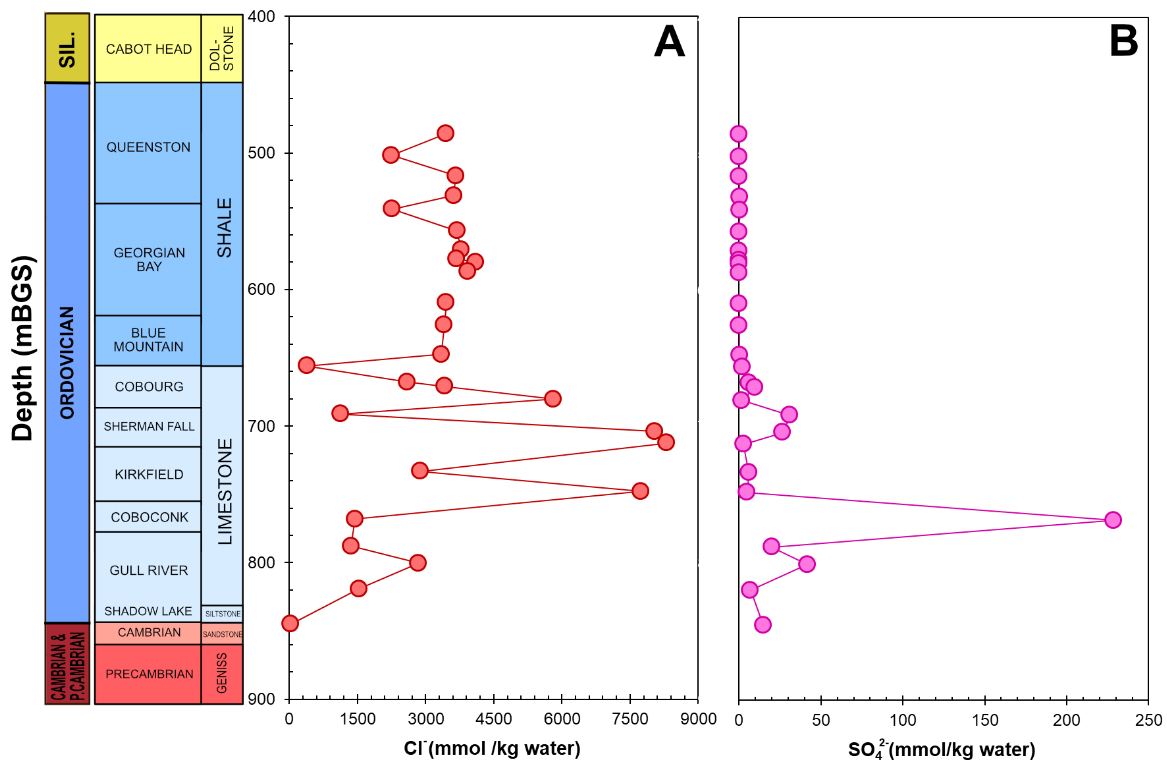 Depth (mBGS)
SIL.
ORDOVICIAN
CAMBRIAN &
P.CAMBRIAN
CABOT HEAD
QUEENSTON
GEORGIAN
BAY
BLUE
MOUNTAIN
COBOURG
SHERMAN FALL
KIRKFIELD
COBOCONK
GULL RIVER
SHADOW LAKE
CAMBRIAN
PRECAMBRIAN
DOL-
STONE
SHALE
LIMESTONE
SILTSTONE
SANDSTONE
GENISS
A
400
500
600
700
800
900
0 1500 3000 4500 6000 7500 9000
Cl⁻(mmol /kg water)
B
0 50 100 150 200 250
SO₄²⁻(mmol/kg water)